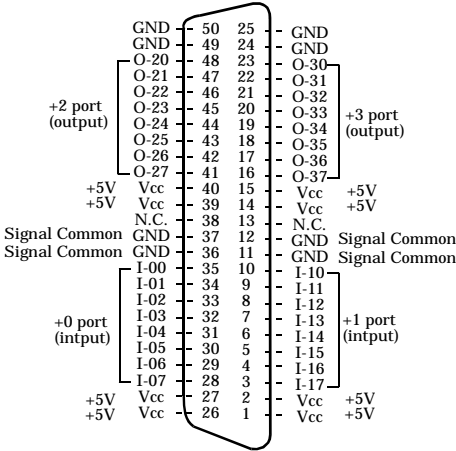 GND 50 25 GND
GND 49 24 GND
O-20 48 23 O-30
O-21 47 22 O-31
O-22 46 21 O-32
+2 port O-23 45 20 O-33 +3 port
(output) O-24 44 19 O-34 (output)
O-25 43 18 O-35
O-26 42 17 O-36
O-27 41 16 O-37
+5V Vcc 40 15 Vcc +5V
+5V Vcc 39 14 Vcc +5V
N.C. 38 13 N.C.
Signal Common GND 37 12 GND Signal Common
Signal Common GND 36 11 GND Signal Common
I-00 35 10 I-10
I-01 34 9 I-11
I-02 33 8 I-12
+0 port I-03 32 7 I-13 +1 port
(intput) I-04 31 6 I-14 (intput)
I-05 30 5 I-15
I-06 29 4 I-16
I-07 28 3 I-17
+5V Vcc 27 2 Vcc +5V
+5V Vcc 26 1 Vcc +5V